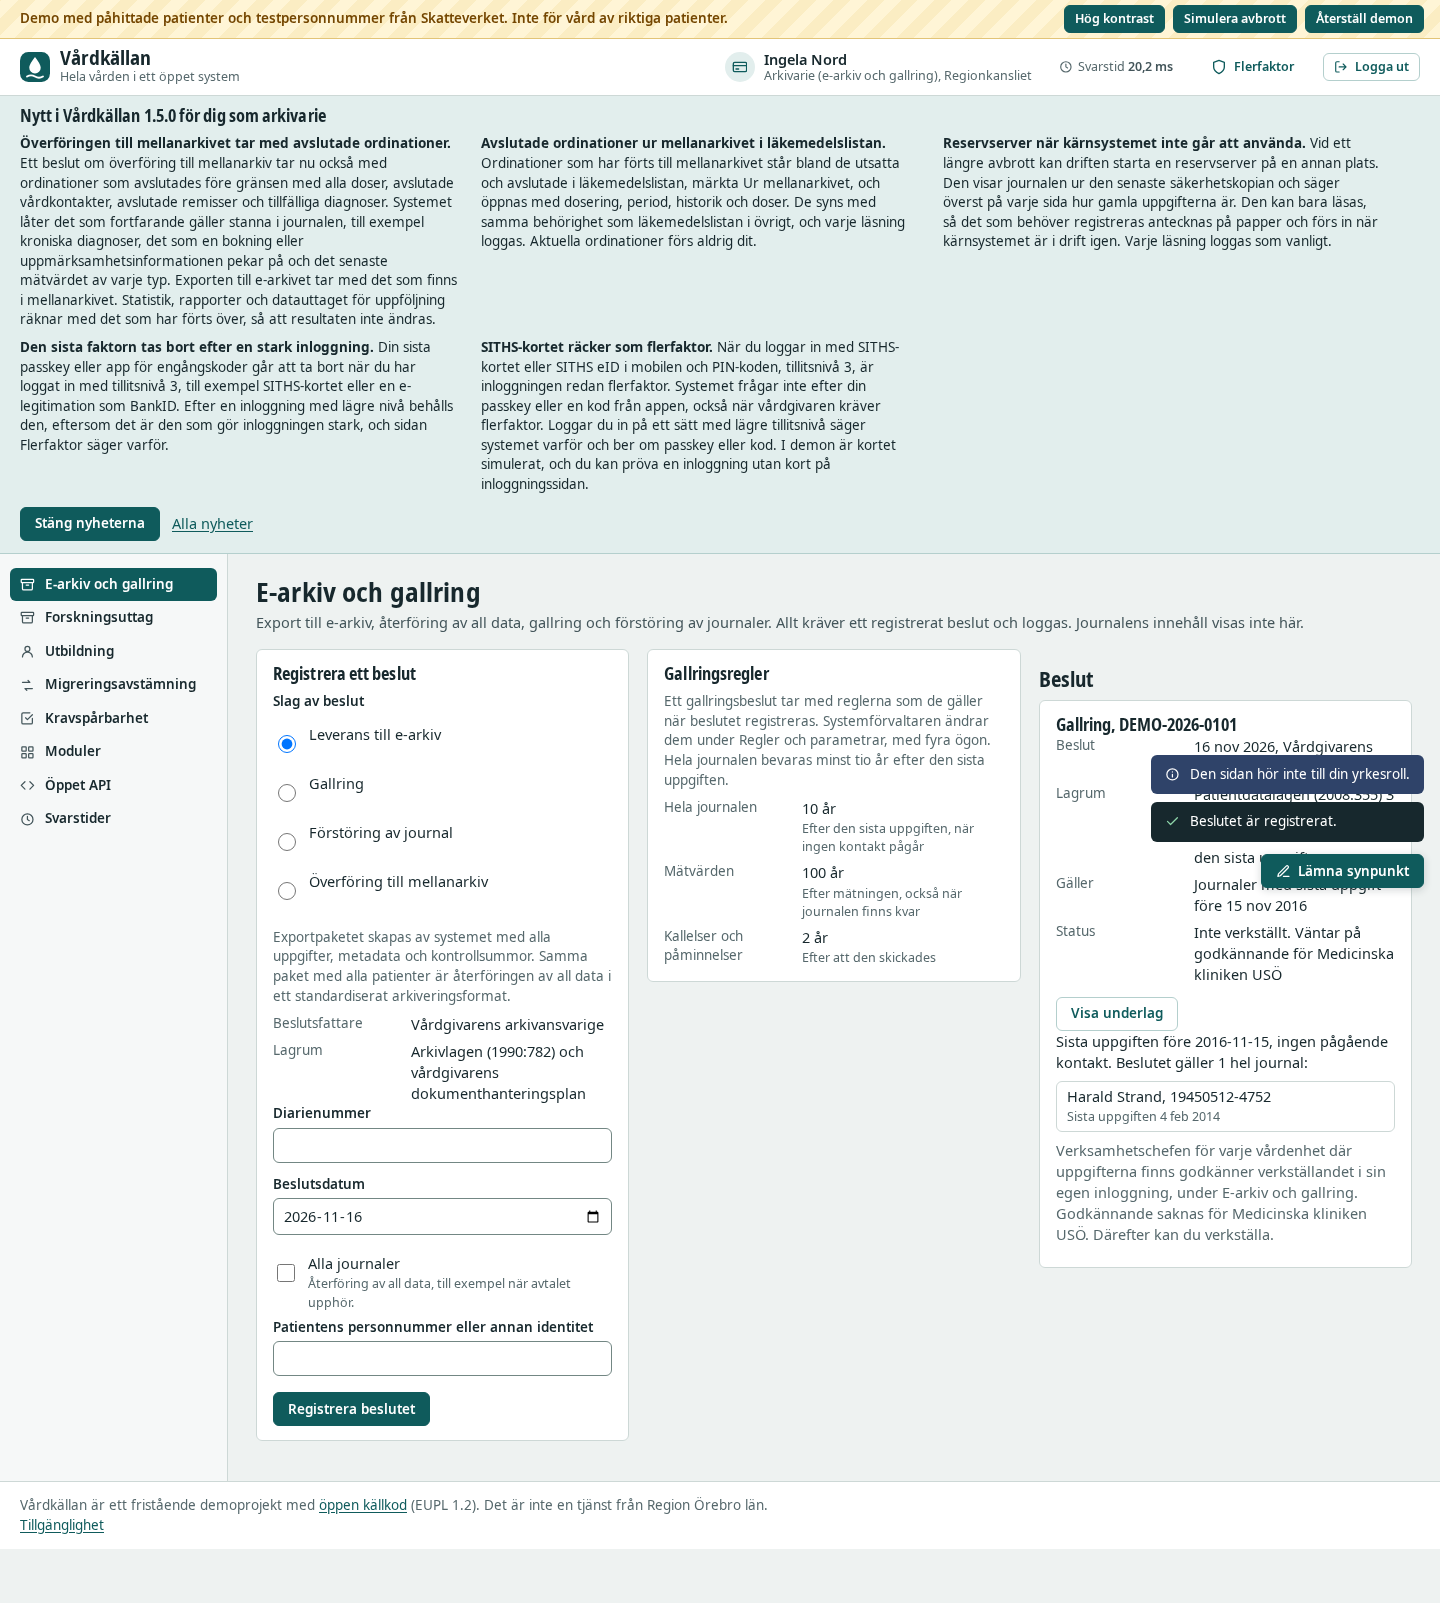 Demo med påhittade patienter och testpersonnummer från Skatteverket. Inte för vård av riktiga patienter.
Hög kontrast
Simulera avbrott
Återställ demon
Vårdkällan
Hela vården i ett öppet system
Ingela Nord
Arkivarie (e-arkiv och gallring), Regionkansliet
Svarstid 20,2 ms
Flerfaktor
Logga ut
Nytt i Vårdkällan 1.5.0 för dig som arkivarie
Överföringen till mellanarkivet tar med avslutade ordinationer.
Ett beslut om överföring till mellanarkiv tar nu också med
ordinationer som avslutades före gränsen med alla doser, avslutade
vårdkontakter, avslutade remisser och tillfälliga diagnoser. Systemet
låter det som fortfarande gäller stanna i journalen, till exempel
kroniska diagnoser, det som en bokning eller
uppmärksamhetsinformationen pekar på och det senaste
mätvärdet av varje typ. Exporten till e-arkivet tar med det som finns
i mellanarkivet. Statistik, rapporter och datauttaget för uppföljning
räknar med det som har förts över, så att resultaten inte ändras.
Avslutade ordinationer ur mellanarkivet i läkemedelslistan.
Ordinationer som har förts till mellanarkivet står bland de utsatta
och avslutade i läkemedelslistan, märkta Ur mellanarkivet, och
öppnas med dosering, period, historik och doser. De syns med
samma behörighet som läkemedelslistan i övrigt, och varje läsning
loggas. Aktuella ordinationer förs aldrig dit.
Reservserver när kärnsystemet inte går att använda. Vid ett
längre avbrott kan driften starta en reservserver på en annan plats.
Den visar journalen ur den senaste säkerhetskopian och säger
överst på varje sida hur gamla uppgifterna är. Den kan bara läsas,
så det som behöver registreras antecknas på papper och förs in när
kärnsystemet är i drift igen. Varje läsning loggas som vanligt.
Den sista faktorn tas bort efter en stark inloggning. Din sista
passkey eller app för engångskoder går att ta bort när du har
loggat in med tillitsnivå 3, till exempel SITHS-kortet eller en e-
legitimation som BankID. Efter en inloggning med lägre nivå behålls
den, eftersom det är den som gör inloggningen stark, och sidan
Flerfaktor säger varför.
SITHS-kortet räcker som flerfaktor. När du loggar in med SITHS-
kortet eller SITHS eID i mobilen och PIN-koden, tillitsnivå 3, är
inloggningen redan flerfaktor. Systemet frågar inte efter din
passkey eller en kod från appen, också när vårdgivaren kräver
flerfaktor. Loggar du in på ett sätt med lägre tillitsnivå säger
systemet varför och ber om passkey eller kod. I demon är kortet
simulerat, och du kan pröva en inloggning utan kort på
inloggningssidan.
Stäng nyheterna
Alla nyheter
E-arkiv och gallring
Forskningsuttag
Utbildning
Migreringsavstämning
Kravspårbarhet
Moduler
Öppet API
Svarstider
E-arkiv och gallring
Export till e-arkiv, återföring av all data, gallring och förstöring av journaler. Allt kräver ett registrerat beslut och loggas. Journalens innehåll visas inte här.
Registrera ett beslut
Slag av beslut
Leverans till e-arkiv
Gallring
Förstöring av journal
Överföring till mellanarkiv
Exportpaketet skapas av systemet med alla
uppgifter, metadata och kontrollsummor. Samma
paket med alla patienter är återföringen av all data i
ett standardiserat arkiveringsformat.
Beslutsfattare
Vårdgivarens arkivansvarige
Lagrum
Arkivlagen (1990:782) och
vårdgivarens
dokumenthanteringsplan
Diarienummer
Beslutsdatum
2026-11-16
Alla journaler
Återföring av all data, till exempel när avtalet
upphör.
Patientens personnummer eller annan identitet
Registrera beslutet
Gallringsregler
Ett gallringsbeslut tar med reglerna som de gäller
när beslutet registreras. Systemförvaltaren ändrar
dem under Regler och parametrar, med fyra ögon.
Hela journalen bevaras minst tio år efter den sista
uppgiften.
Hela journalen
10 år
Efter den sista uppgiften, när
ingen kontakt pågår
Mätvärden
100 år
Efter mätningen, också när
journalen finns kvar
Kallelser och
påminnelser
2 år
Efter att den skickades
Beslut
Gallring, DEMO-2026-0101
Beslut
16 nov 2026, Vårdgivarens
Den sidan hör inte till din yrkesroll.
Lagrum
Patientdatalagen (2008:355) 3
Beslutet är registrerat.
den sista
Lämna synpunkt
Gäller
Journaler med sista uppgift
före 15 nov 2016
Status
Inte verkställt. Väntar på
godkännande för Medicinska
kliniken USÖ
Visa underlag
Sista uppgiften före 2016-11-15, ingen pågående
kontakt. Beslutet gäller 1 hel journal:
Harald Strand, 19450512-4752
Sista uppgiften 4 feb 2014
Verksamhetschefen för varje vårdenhet där
uppgifterna finns godkänner verkställandet i sin
egen inloggning, under E-arkiv och gallring.
Godkännande saknas för Medicinska kliniken
USÖ. Därefter kan du verkställa.
Vårdkällan är ett fristående demoprojekt med öppen källkod (EUPL 1.2). Det är inte en tjänst från Region Örebro län.
Tillgänglighet